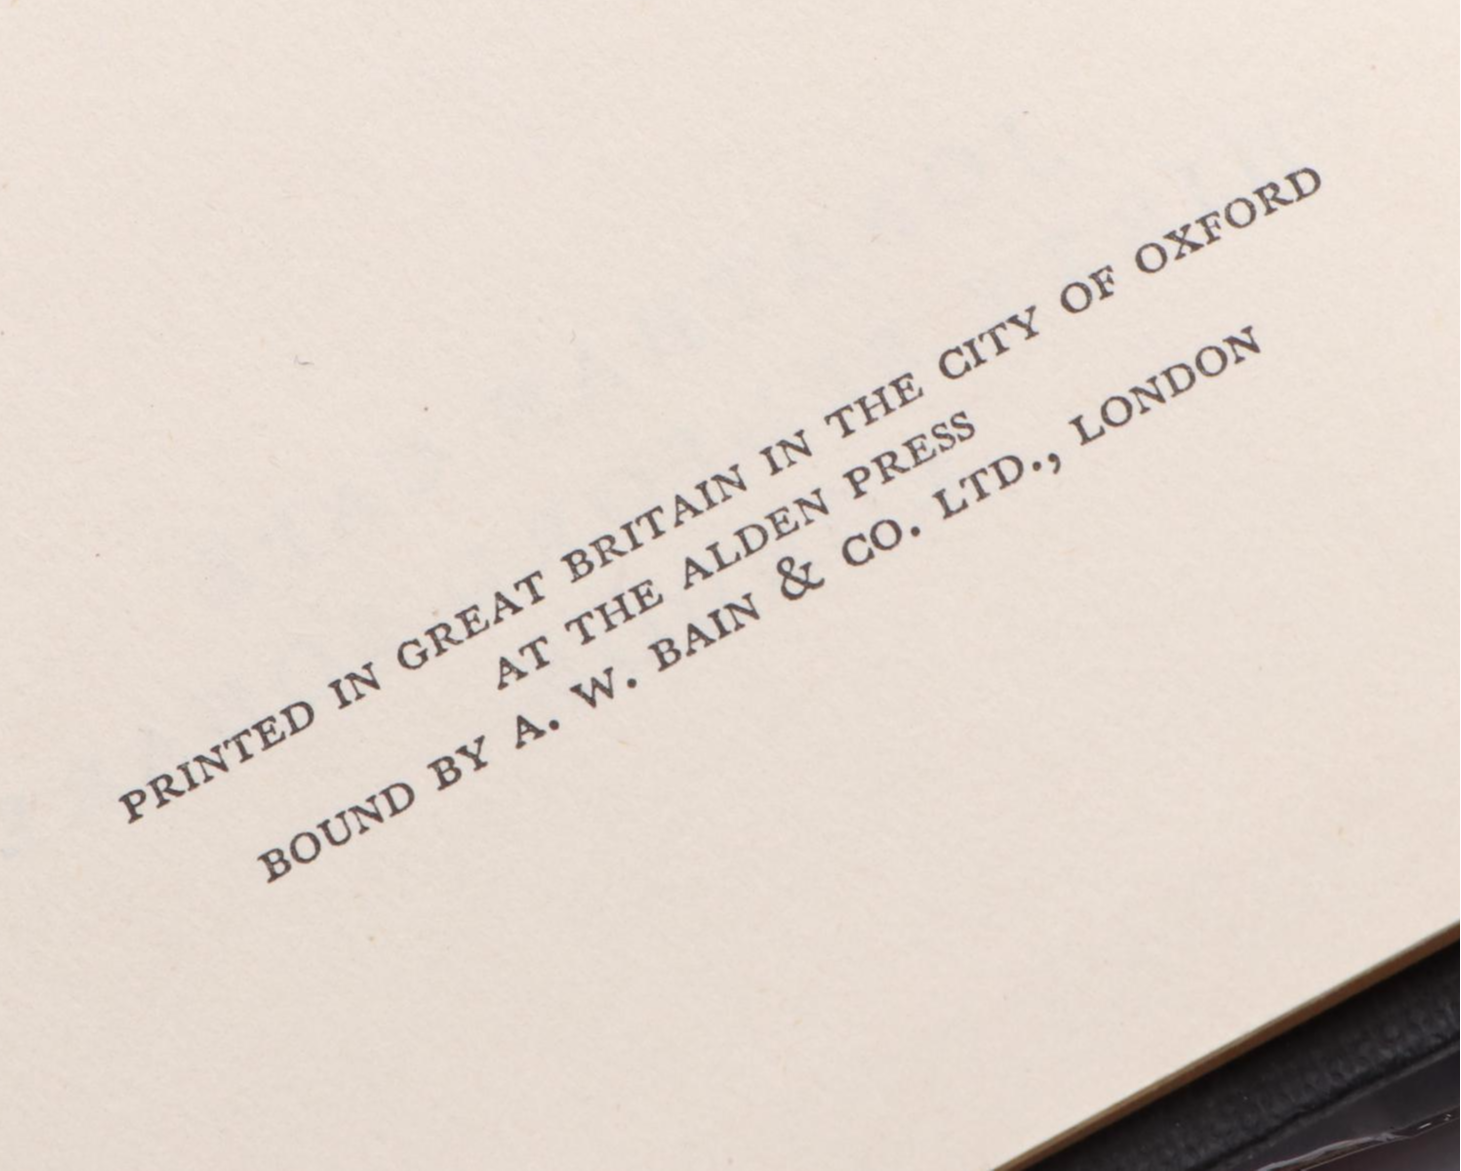 PRINTED IN GREAT BRITAIN IN THE CITY OF OXFORD
AT THE ALDEN PRESS
BOUND BY A. W. BAIN & CO. LTD., LONDON